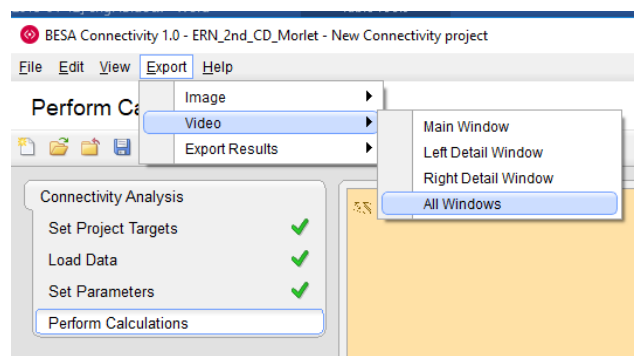 BESA Connectivity 1.0 - ERN_2nd_CD_Morlet - New Connectivity project
File Edit View Export Help
Perform Ca
Image
Video
Export Results
Main Window
Left Detail Window
Right Detail Window
All Windows
Connectivity Analysis
Set Project Targets
Load Data
Set Parameters
Perform Calculations